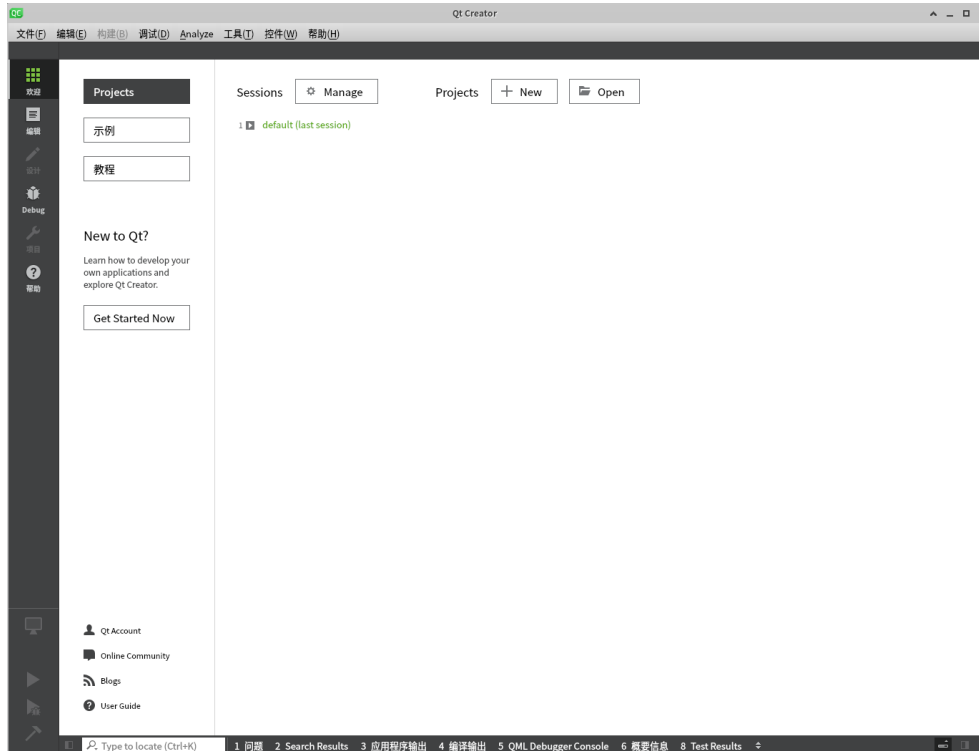 QC Qt Creator
文件(F) 编辑(E) 构建(B) 调试(D) Analyze 工具(T) 控件(W) 帮助(H)
欢迎
编辑
设计
Debug
项目
帮助
Projects
示例
教程
New to Qt?
Learn how to develop your
own applications and
explore Qt Creator.
Get Started Now
Qt Account
Online Community
Blogs
User Guide
Sessions Manage Projects New Open
1 default (last session)
Type to locate (Ctrl+K) 1 问题 2 Search Results 3 应用程序输出 4 编译输出 5 QML Debugger Console 6 概要信息 8 Test Results